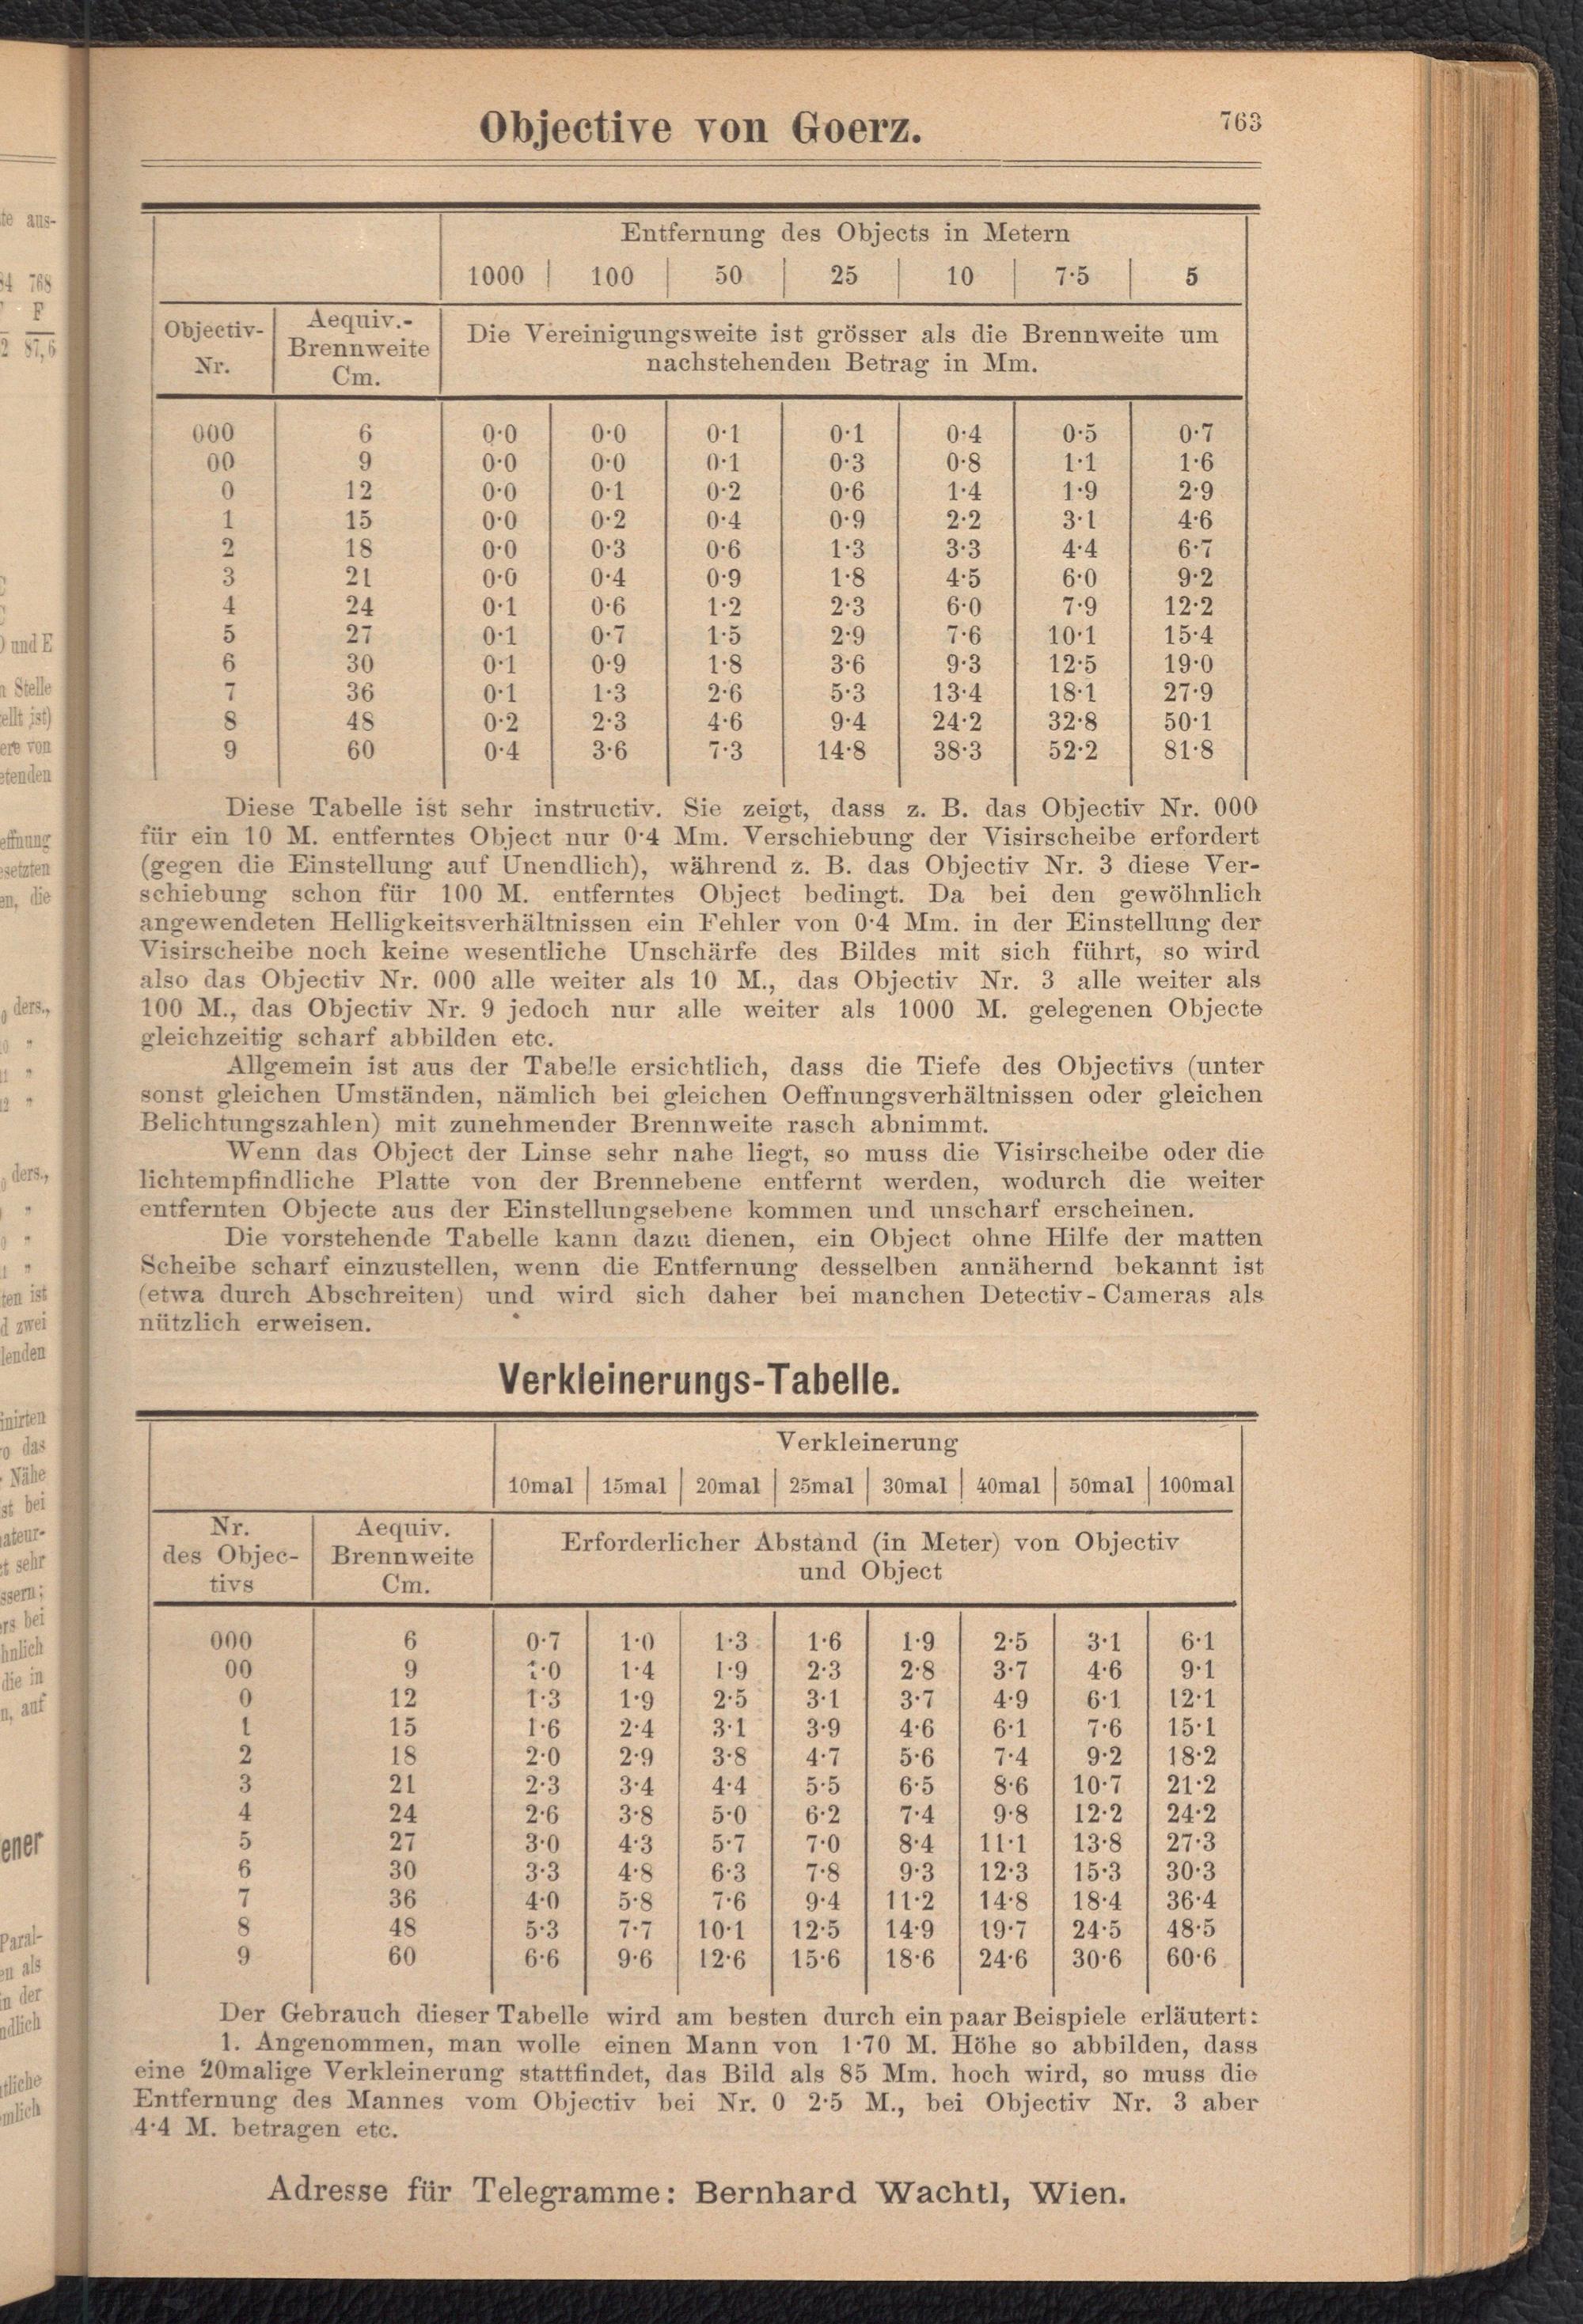 Objective von Goerz.
763
Entfernung des Objects in Metern
1000 100 50 25 10 7·5 5
Objectiv- Nr.
Aequiv.- Brennweite Cm.
Die Vereinigungsweite ist grösser als die Brennweite um
nachstehenden Betrag in Mm.
000 6 0·0 0·0 0·1 0·1 0·4 0·5 0·7
00 9 0·0 0·0 0·1 0·3 0·8 1·1 1·6
0 12 0·0 0·1 0·2 0·6 1·4 1·9 2·9
1 15 0·0 0·2 0·4 0·9 2·2 3·1 4·6
2 18 0·0 0·3 0·6 1·3 3·3 4·4 6·7
3 21 0·0 0·4 0·9 1·8 4·5 6·0 9·2
4 24 0·1 0·6 1·2 2·3 6·0 7·9 12·2
5 27 0·1 0·7 1·5 2·9 7·6 10·1 15·4
6 30 0·1 0·9 1·8 3·6 9·3 12·5 19·0
7 36 0·1 1·3 2·6 5·3 13·4 18·1 27·9
8 48 0·2 2·3 4·6 9·4 24·2 32·8 50·1
9 60 0·4 3·6 7·3 14·8 38·3 52·2 81·8
Diese Tabelle ist sehr instructiv. Sie zeigt, dass z. B. das Objectiv Nr. 000
für ein 10 M. entferntes Object nur 0·4 Mm. Verschiebung der Visirscheibe erfordert
(gegen die Einstellung auf Unendlich), während z. B. das Objectiv Nr. 3 diese Ver-
schiebung schon für 100 M. entferntes Object bedingt. Da bei den gewöhnlich
angewendeten Helligkeitsverhältnissen ein Fehler von 0·4 Mm. in der Einstellung der
Visirscheibe noch keine wesentliche Unschärfe des Bildes mit sich führt, so wird
also das Objectiv Nr. 000 alle weiter als 10 M., das Objectiv Nr. 3 alle weiter als
100 M., das Objectiv Nr. 9 jedoch nur alle weiter als 1000 M. gelegenen Objecte
gleichzeitig scharf abbilden etc.
Allgemein ist aus der Tabelle ersichtlich, dass die Tiefe des Objectivs (unter
sonst gleichen Umständen, nämlich bei gleichen Oeffnungsverhältnissen oder gleichen
Belichtungszahlen) mit zunehmender Brennweite rasch abnimmt.
Wenn das Object der Linse sehr nahe liegt, so muss die Visirscheibe oder die
lichtempfindliche Platte von der Brennebene entfernt werden, wodurch die weiter
entfernten Objecte aus der Einstellungsebene kommen und unscharf erscheinen.
Die vorstehende Tabelle kann dazu dienen, ein Object ohne Hilfe der matten
Scheibe scharf einzustellen, wenn die Entfernung desselben annähernd bekannt ist
(etwa durch Abschreiten) und wird sich daher bei manchen Detectiv-Cameras als
nützlich erweisen.
Verkleinerungs-Tabelle.
Verkleinerung
10mal 15mal 20mal 25mal 30mal 40mal 50mal 100mal
Nr. des Objec- tivs
Aequiv. Brennweite Cm.
Erforderlicher Abstand (in Meter) von Objectiv
und Object
000 6 0·7 1·0 1·3 1·6 1·9 2·5 3·1 6·1
00 9 1·0 1·4 1·9 2·3 2·8 3·7 4·6 9·1
0 12 1·3 1·9 2·5 3·1 3·7 4·9 6·1 12·1
1 15 1·6 2·4 3·1 3·9 4·6 6·1 7·6 15·1
2 18 2·0 2·9 3·8 4·7 5·6 7·4 9·2 18·2
3 21 2·3 3·4 4·4 5·5 6·5 8·6 10·7 21·2
4 24 2·6 3·8 5·0 6·2 7·4 9·8 12·2 24·2
5 27 3·0 4·3 5·7 7·0 8·4 11·1 13·8 27·3
6 30 3·3 4·8 6·3 7·8 9·3 12·3 15·3 30·3
7 36 4·0 5·8 7·6 9·4 11·2 14·8 18·4 36·4
8 48 5·3 7·7 10·1 12·5 14·9 19·7 24·5 48·5
9 60 6·6 9·6 12·6 15·6 18·6 24·6 30·6 60·6
Der Gebrauch dieser Tabelle wird am besten durch ein paar Beispiele erläutert:
1. Angenommen, man wolle einen Mann von 1·70 M. Höhe so abbilden, dass
eine 20malige Verkleinerung stattfindet, das Bild als 85 Mm. hoch wird, so muss die
Entfernung des Mannes vom Objectiv bei Nr. 0 2·5 M., bei Objectiv Nr. 3 aber
4·4 M. betragen etc.
Adresse für Telegramme: Bernhard Wachtl, Wien.